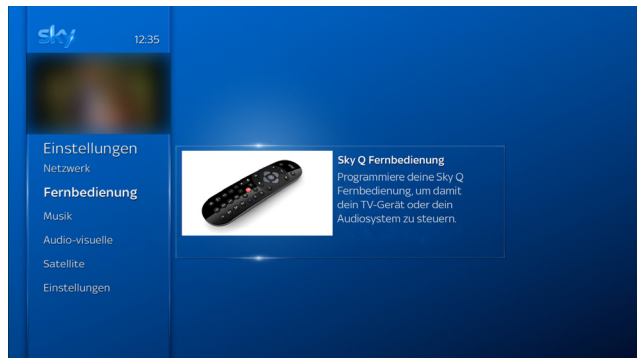 sky
12:35
Einstellungen
Netzwerk
Fernbedienung
Musik
Audio-visuelle
Satellite
Einstellungen
Sky Q Fernbedienung
Programmiere deine Sky Q
Fernbedienung, um damit
dein TV-Gerät oder dein
Audiosystem zu steuern.